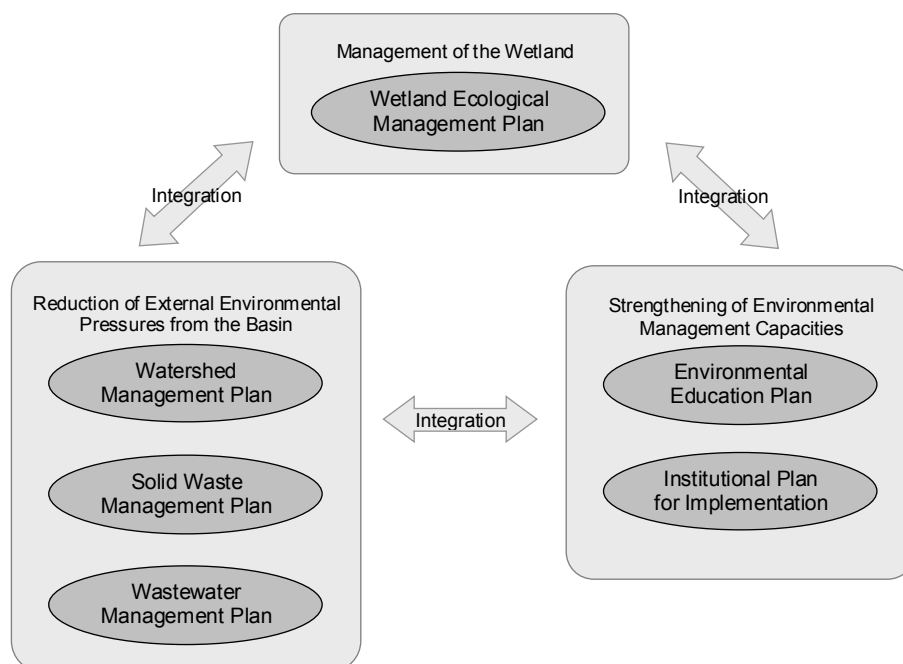 Management of the Wetland
Wetland Ecological
Management Plan
Integration
Integration
Reduction of External Environmental
Pressures from the Basin
Watershed
Management Plan
Solid Waste
Management Plan
Wastewater
Management Plan
Integration
Strengthening of Environmental
Management Capacities
Environmental
Education Plan
Institutional Plan
for Implementation